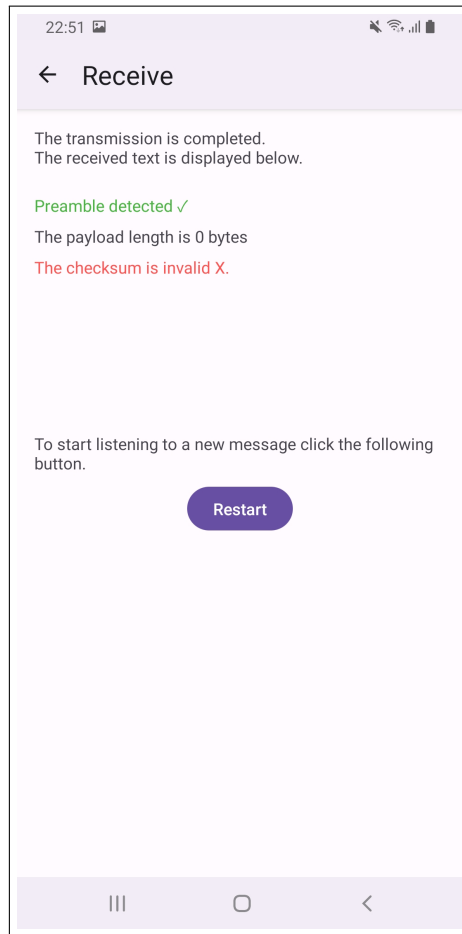 22:51
Receive
The transmission is completed.
The received text is displayed below.
Preamble detected ✓
The payload length is 0 bytes
The checksum is invalid X.
To start listening to a new message click the following
button.
Restart